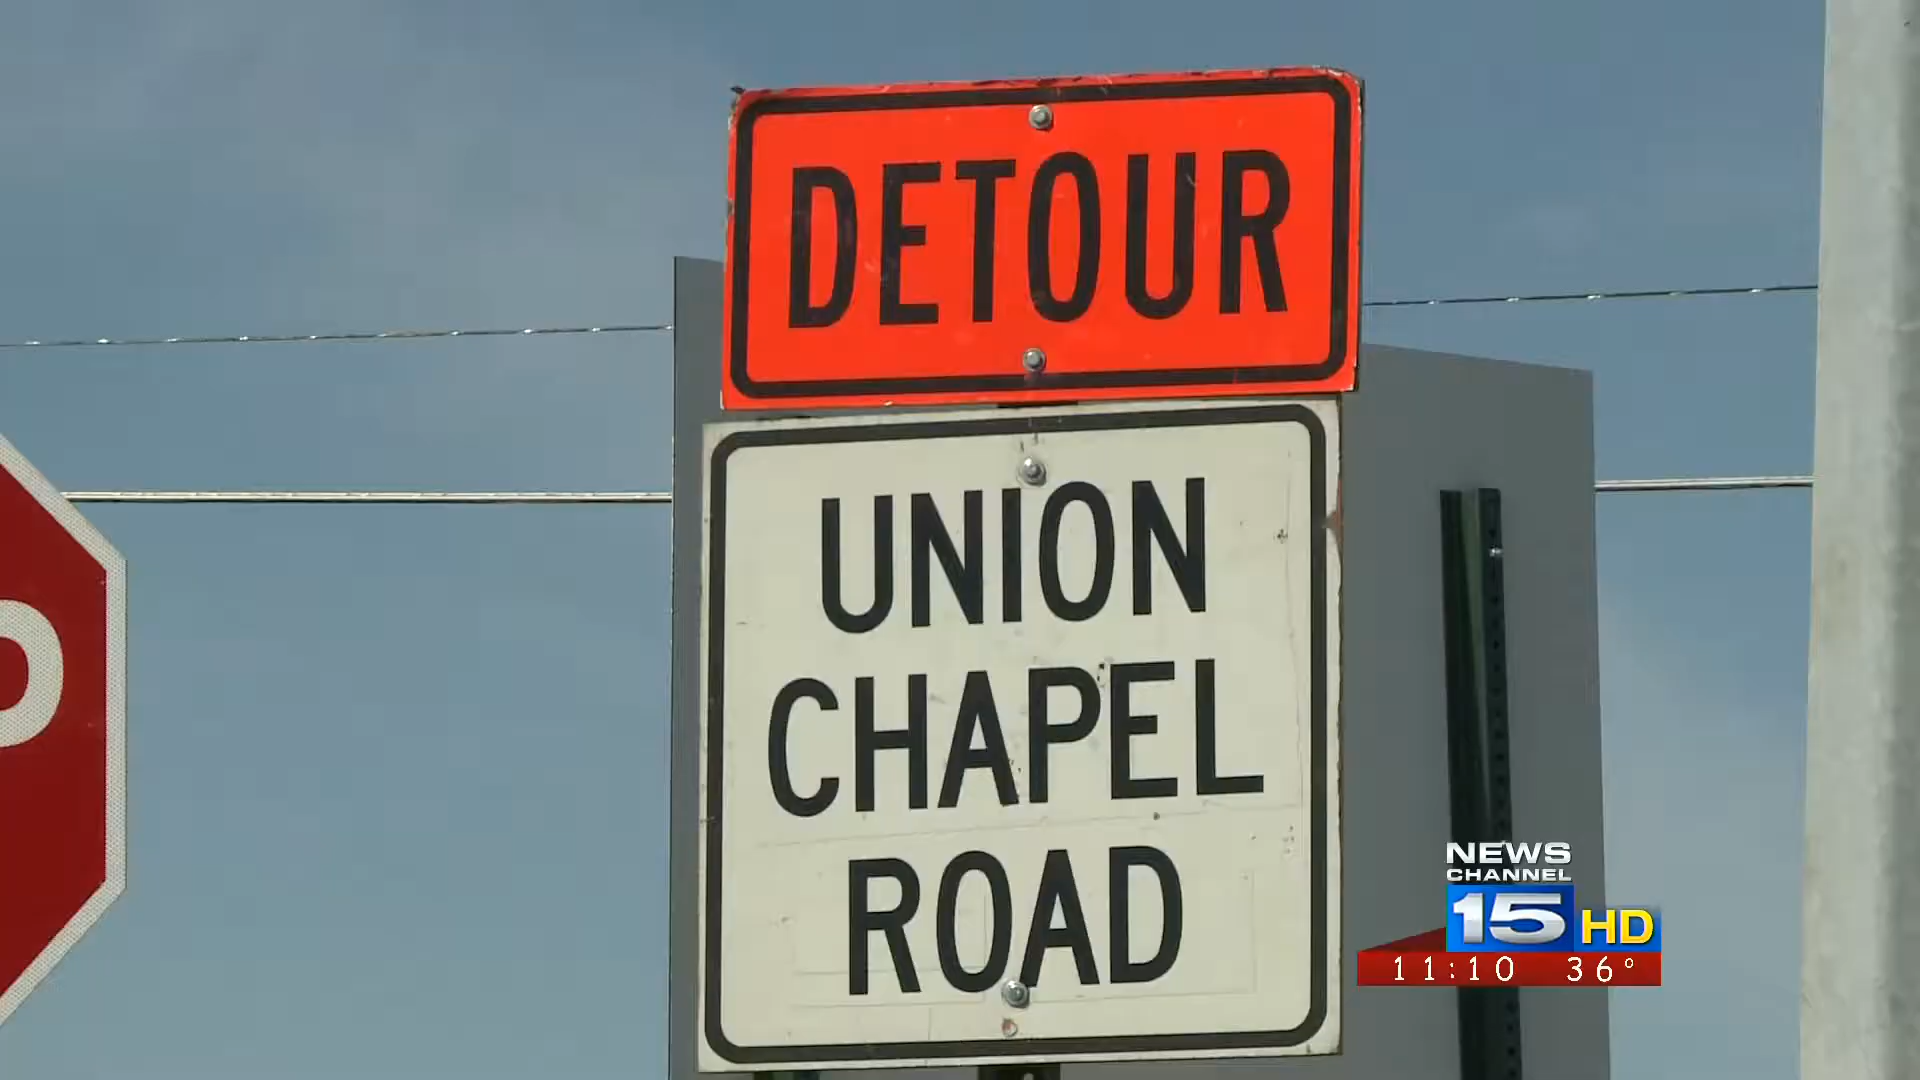 DETOUR
UNION
CHAPEL
ROAD
NEWS
CHANNEL
15 HD
11:10 36°